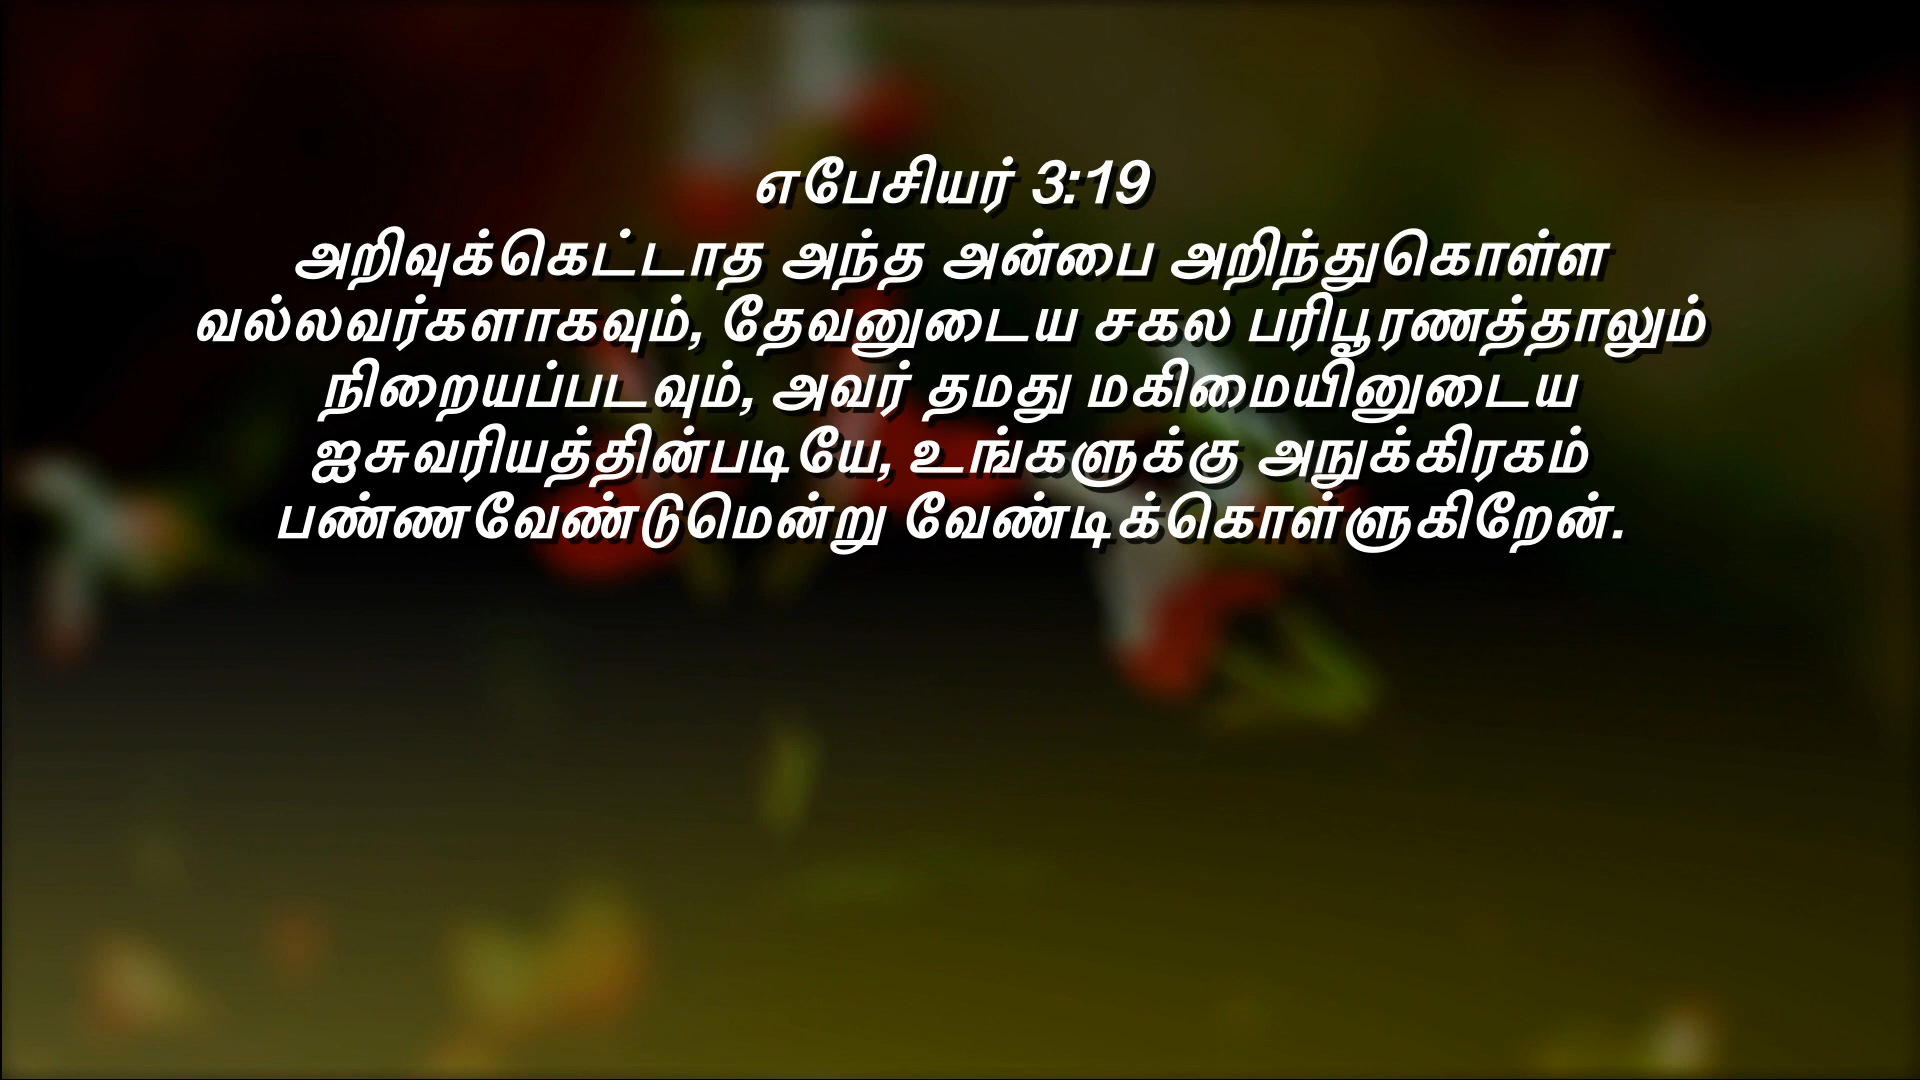 எபேசியர் 3:19
அறிவுக்கெட்டாத அந்த அன்பை அறிந்துகொள்ள
வல்லவர்களாகவும், தேவனுடைய சகல பரிபூரணத்தாலும்
நிறையப்படவும், அவர் தமது மகிமையினுடைய
ஐசுவரியத்தின்படியே, உங்களுக்கு அநுக்கிரகம்
பண்ணவேண்டுமென்று வேண்டிக்கொள்ளுகிறேன்.